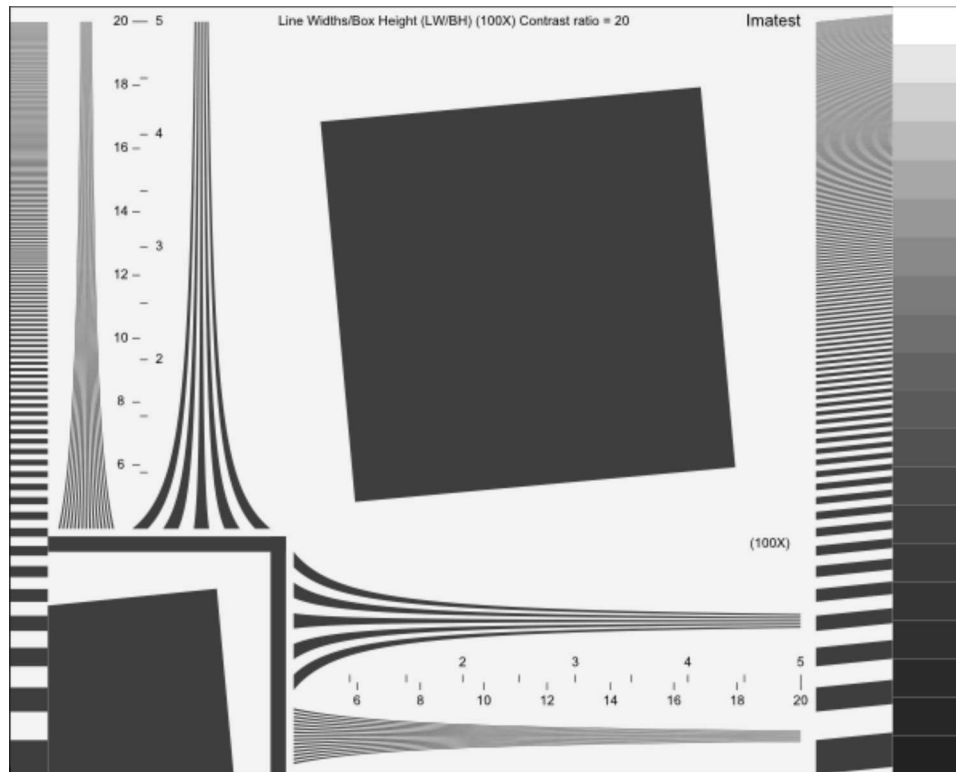 Line Widths/Box Height (LW/BH) (100X) Contrast ratio = 20
Imatest
20 5
18
4
16
14
3
12
10
2
8
6
(100X)
2 3 4 5
6 8 10 12 14 16 18 20